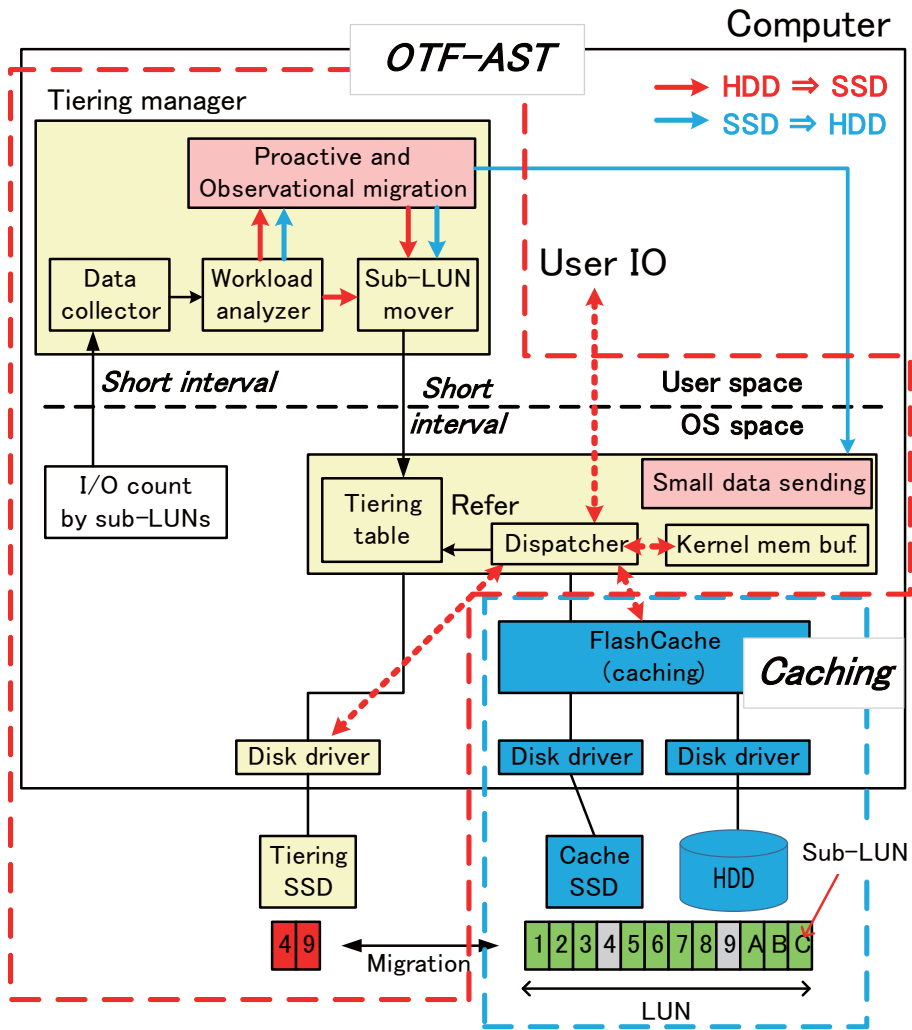 Computer
OTF-AST
HDD ⇒ SSD
SSD ⇒ HDD
Tiering manager
Proactive and
Observational migration
Data
collector
Workload
analyzer
Sub-LUN
mover
User IO
Short interval
Short
interval
User space
OS space
I/O count
by sub-LUNs
Tiering
table
Refer
Small data sending
Dispatcher
Kernel mem buf.
FlashCache
(caching)
Caching
Disk driver
Disk driver
Disk driver
Tiering
SSD
Cache
SSD
HDD
Sub-LUN
4 9
Migration
1 2 3 4 5 6 7 8 9 A B C
LUN